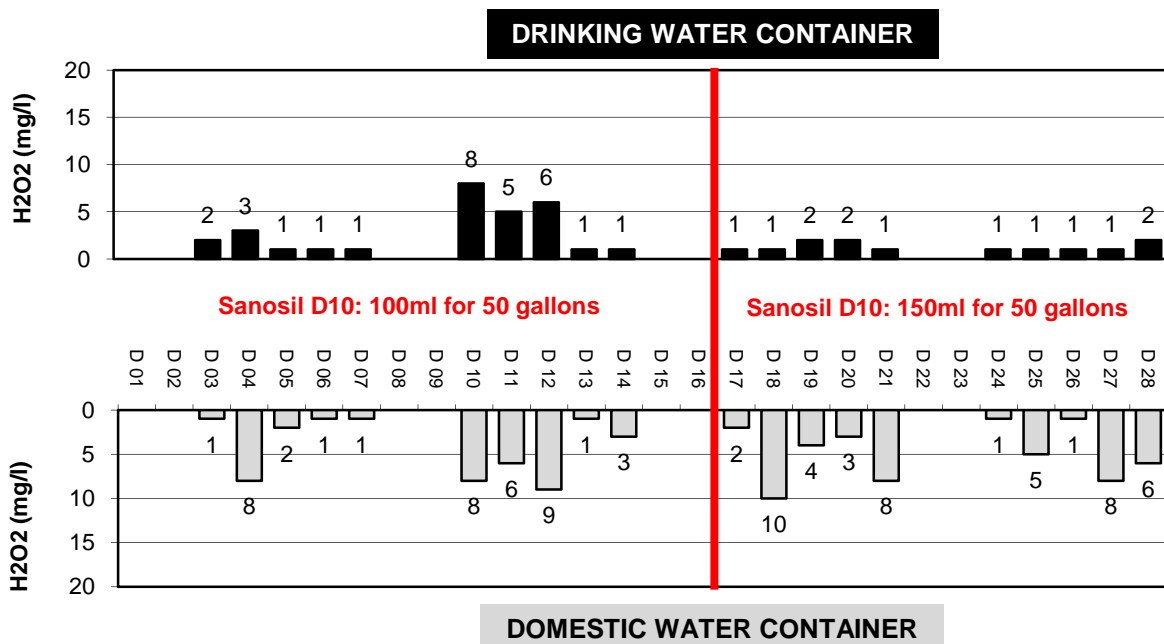 DRINKING WATER CONTAINER
H2O2 (mg/l)
20
15
10
5
0
2 3 1 1 1 8 5 6 1 1 1 1 2 2 1 1 1 1 1 2
Sanosil D10: 100ml for 50 gallons Sanosil D10: 150ml for 50 gallons
D 01 D 02 D 03 D 04 D 05 D 06 D 07 D 08 D 09 D 10 D 11 D 12 D 13 D 14 D 15 D 16 D 17 D 18 D 19 D 20 D 21 D 22 D 23 D 24 D 25 D 26 D 27 D 28
H2O2 (mg/l)
0
5
10
15
20
1 8 2 1 1 8 6 9 1 3 2 10 4 3 8 1 5 1 8 6
DOMESTIC WATER CONTAINER